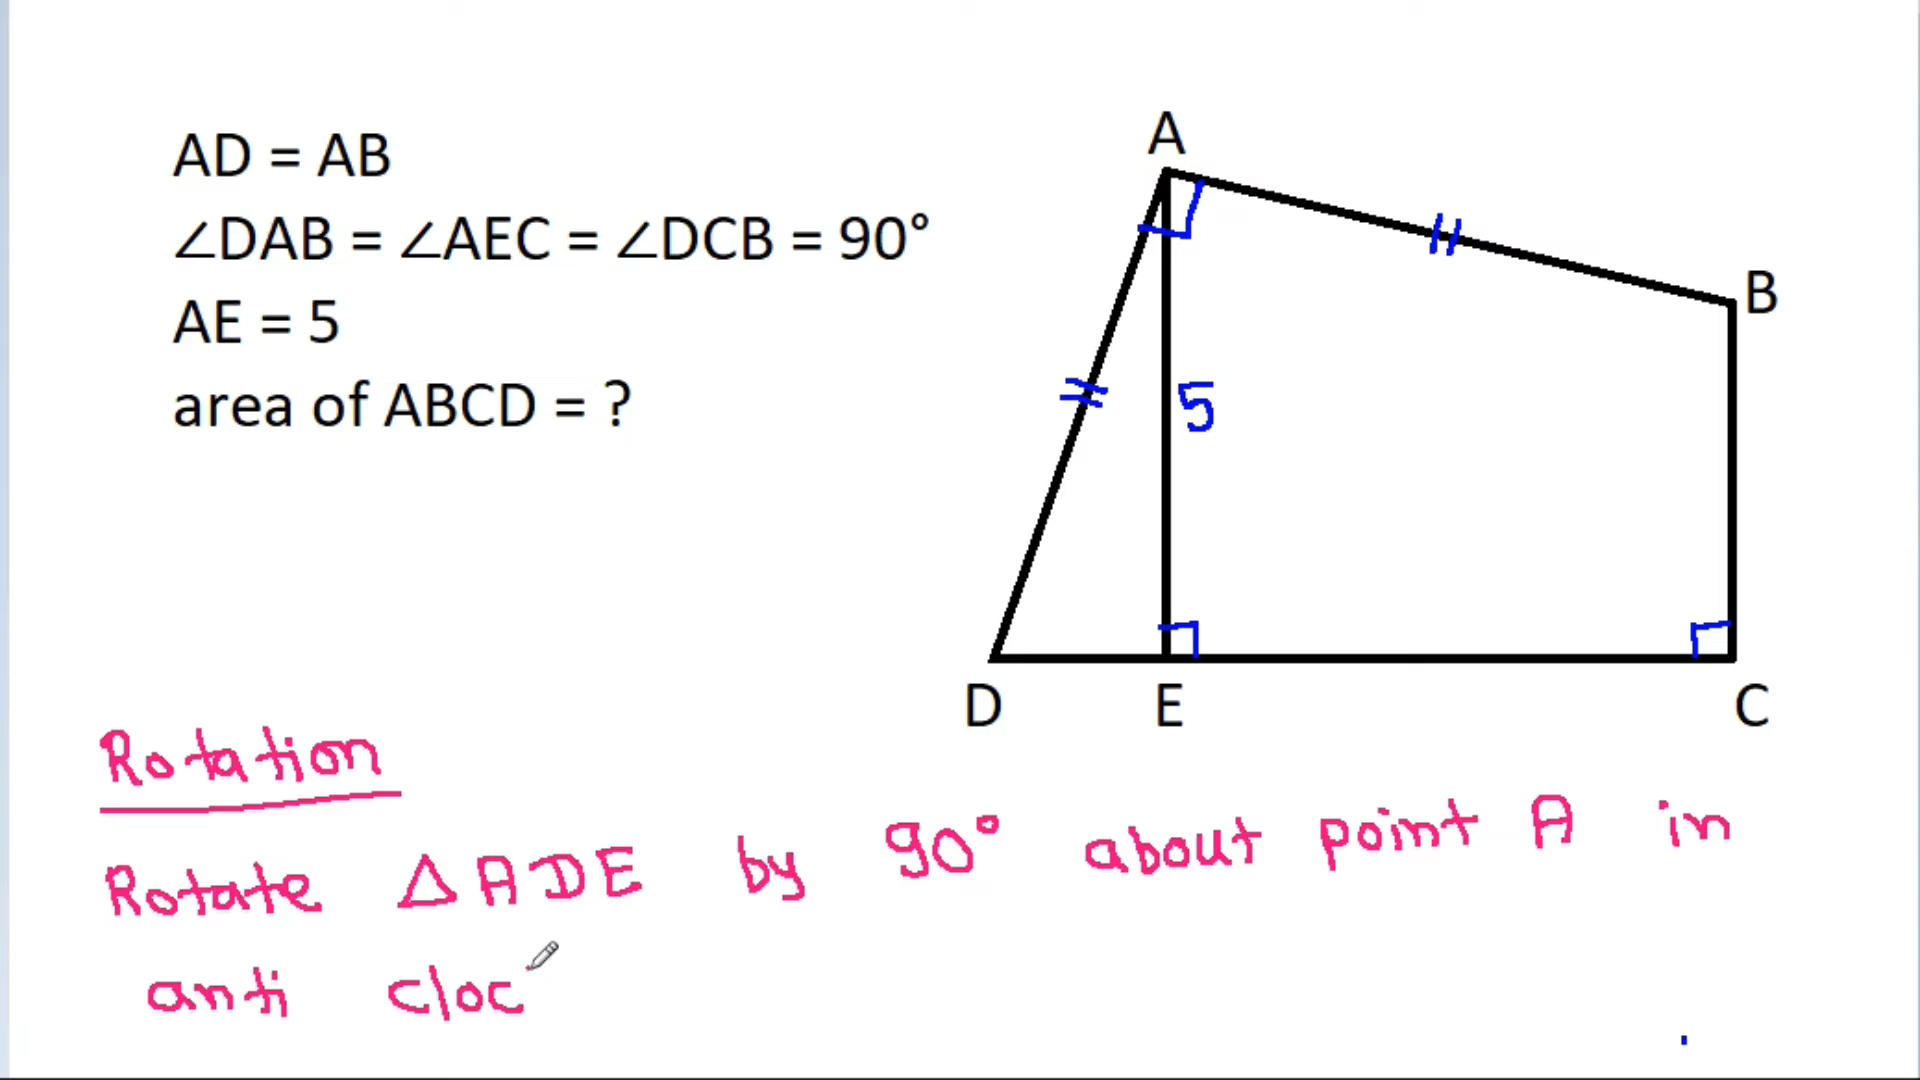 AD = AB
∠DAB = ∠AEC = ∠DCB = 90°
AE = 5
area of ABCD = ?
A
B
5
D
E
C
Rotation
Rotate △ADE by 90° about point A in
anti cloc